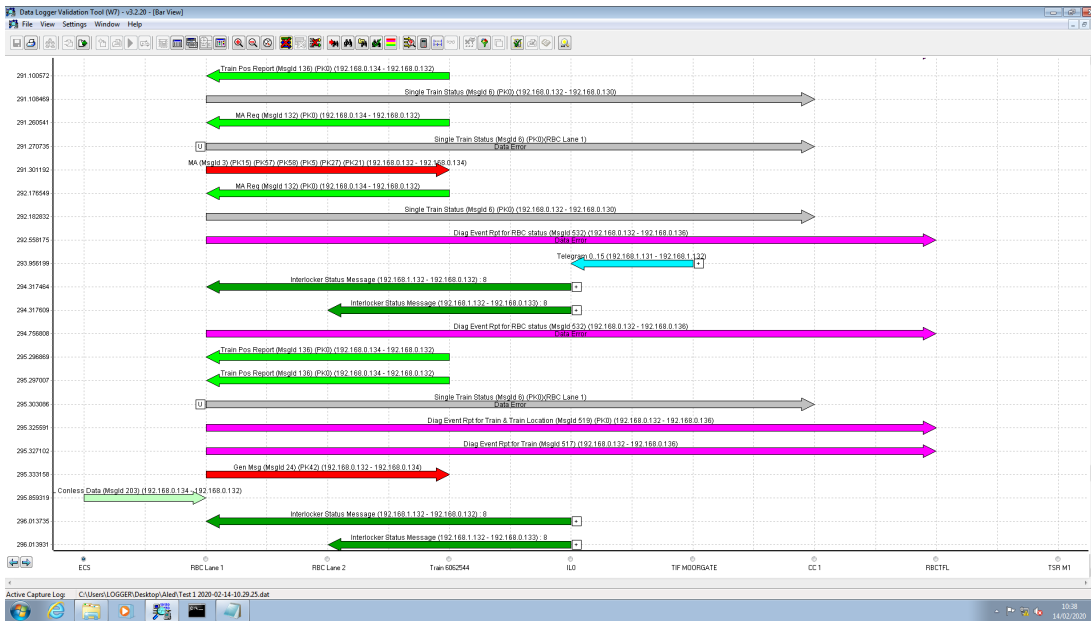 Data Logger Validation Tool (W7) - v3.2.20 - [Bar View]
File View Settings Window Help
Train Pos Report (MsgId 136) (PK0) (192.168.0.134 - 192.168.0.132)
291.100572
Single Train Status (MsgId 6) (PK0) (192.168.0.132 - 192.168.0.130)
291.108469
MA Req (MsgId 132) (PK0) (192.168.0.134 - 192.168.0.132)
291.260541
Single Train Status (MsgId 6) (PK0)(RBC Lane 1)
291.270735 U Data Error
MA (MsgId 3) (PK15) (PK57) (PK58) (PK5) (PK27) (PK21) (192.168.0.132 - 192.168.0.134)
291.301192
MA Req (MsgId 132) (PK0) (192.168.0.134 - 192.168.0.132)
292.176549
Single Train Status (MsgId 6) (PK0) (192.168.0.132 - 192.168.0.130)
292.182832
Diag Event Rpt for RBC status (MsgId 532) (192.168.0.132 - 192.168.0.136)
292.558175 Data Error
Telegram 0..15 (192.168.1.131 - 192.168.1.132)
293.956199 +
Interlocker Status Message (192.168.1.132 - 192.168.0.132) : 8
294.317464 +
Interlocker Status Message (192.168.1.132 - 192.168.0.133) : 8
294.317609 +
Diag Event Rpt for RBC status (MsgId 532) (192.168.0.132 - 192.168.0.136)
294.756808 Data Error
Train Pos Report (MsgId 136) (PK0) (192.168.0.134 - 192.168.0.132)
295.296869
Train Pos Report (MsgId 136) (PK0) (192.168.0.134 - 192.168.0.132)
295.297007
Single Train Status (MsgId 6) (PK0)(RBC Lane 1)
295.303086 U Data Error
Diag Event Rpt for Train & Train Location (MsgId 519) (PK0) (192.168.0.132 - 192.168.0.136)
295.325591
Diag Event Rpt for Train (MsgId 517) (192.168.0.132 - 192.168.0.136)
295.327102
Gen Msg (MsgId 24) (PK42) (192.168.0.132 - 192.168.0.134)
295.333158
Conless Data (MsgId 203) (192.168.0.134 - 192.168.0.132)
295.859319
Interlocker Status Message (192.168.1.132 - 192.168.0.132) : 8
296.013735 +
Interlocker Status Message (192.168.1.132 - 192.168.0.133) : 8
296.013931 +
ECS RBC Lane 1 RBC Lane 2 Train 6062544 IL0 TIF MOORGATE CC 1 RBCTFL TSR M1
Active Capture Log: C:\Users\LOGGER\Desktop\Aled\Test 1 2020-02-14-10.29.25.dat
10:38
14/02/2020